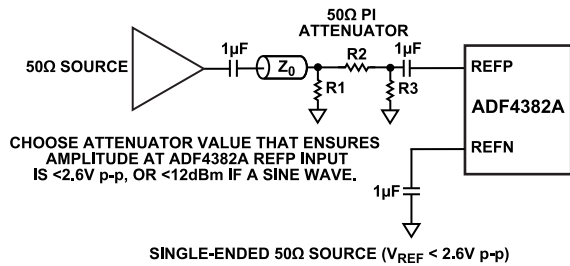 50Ω PI
ATTENUATOR
1µF
R2
1µF
50Ω SOURCE
Z0
REFP
R1
R3
ADF4382A
CHOOSE ATTENUATOR VALUE THAT ENSURES
AMPLITUDE AT ADF4382A REFP INPUT
IS <2.6V p-p, OR <12dBm IF A SINE WAVE.
REFN
1µF
SINGLE-ENDED 50Ω SOURCE (VREF < 2.6V p-p)